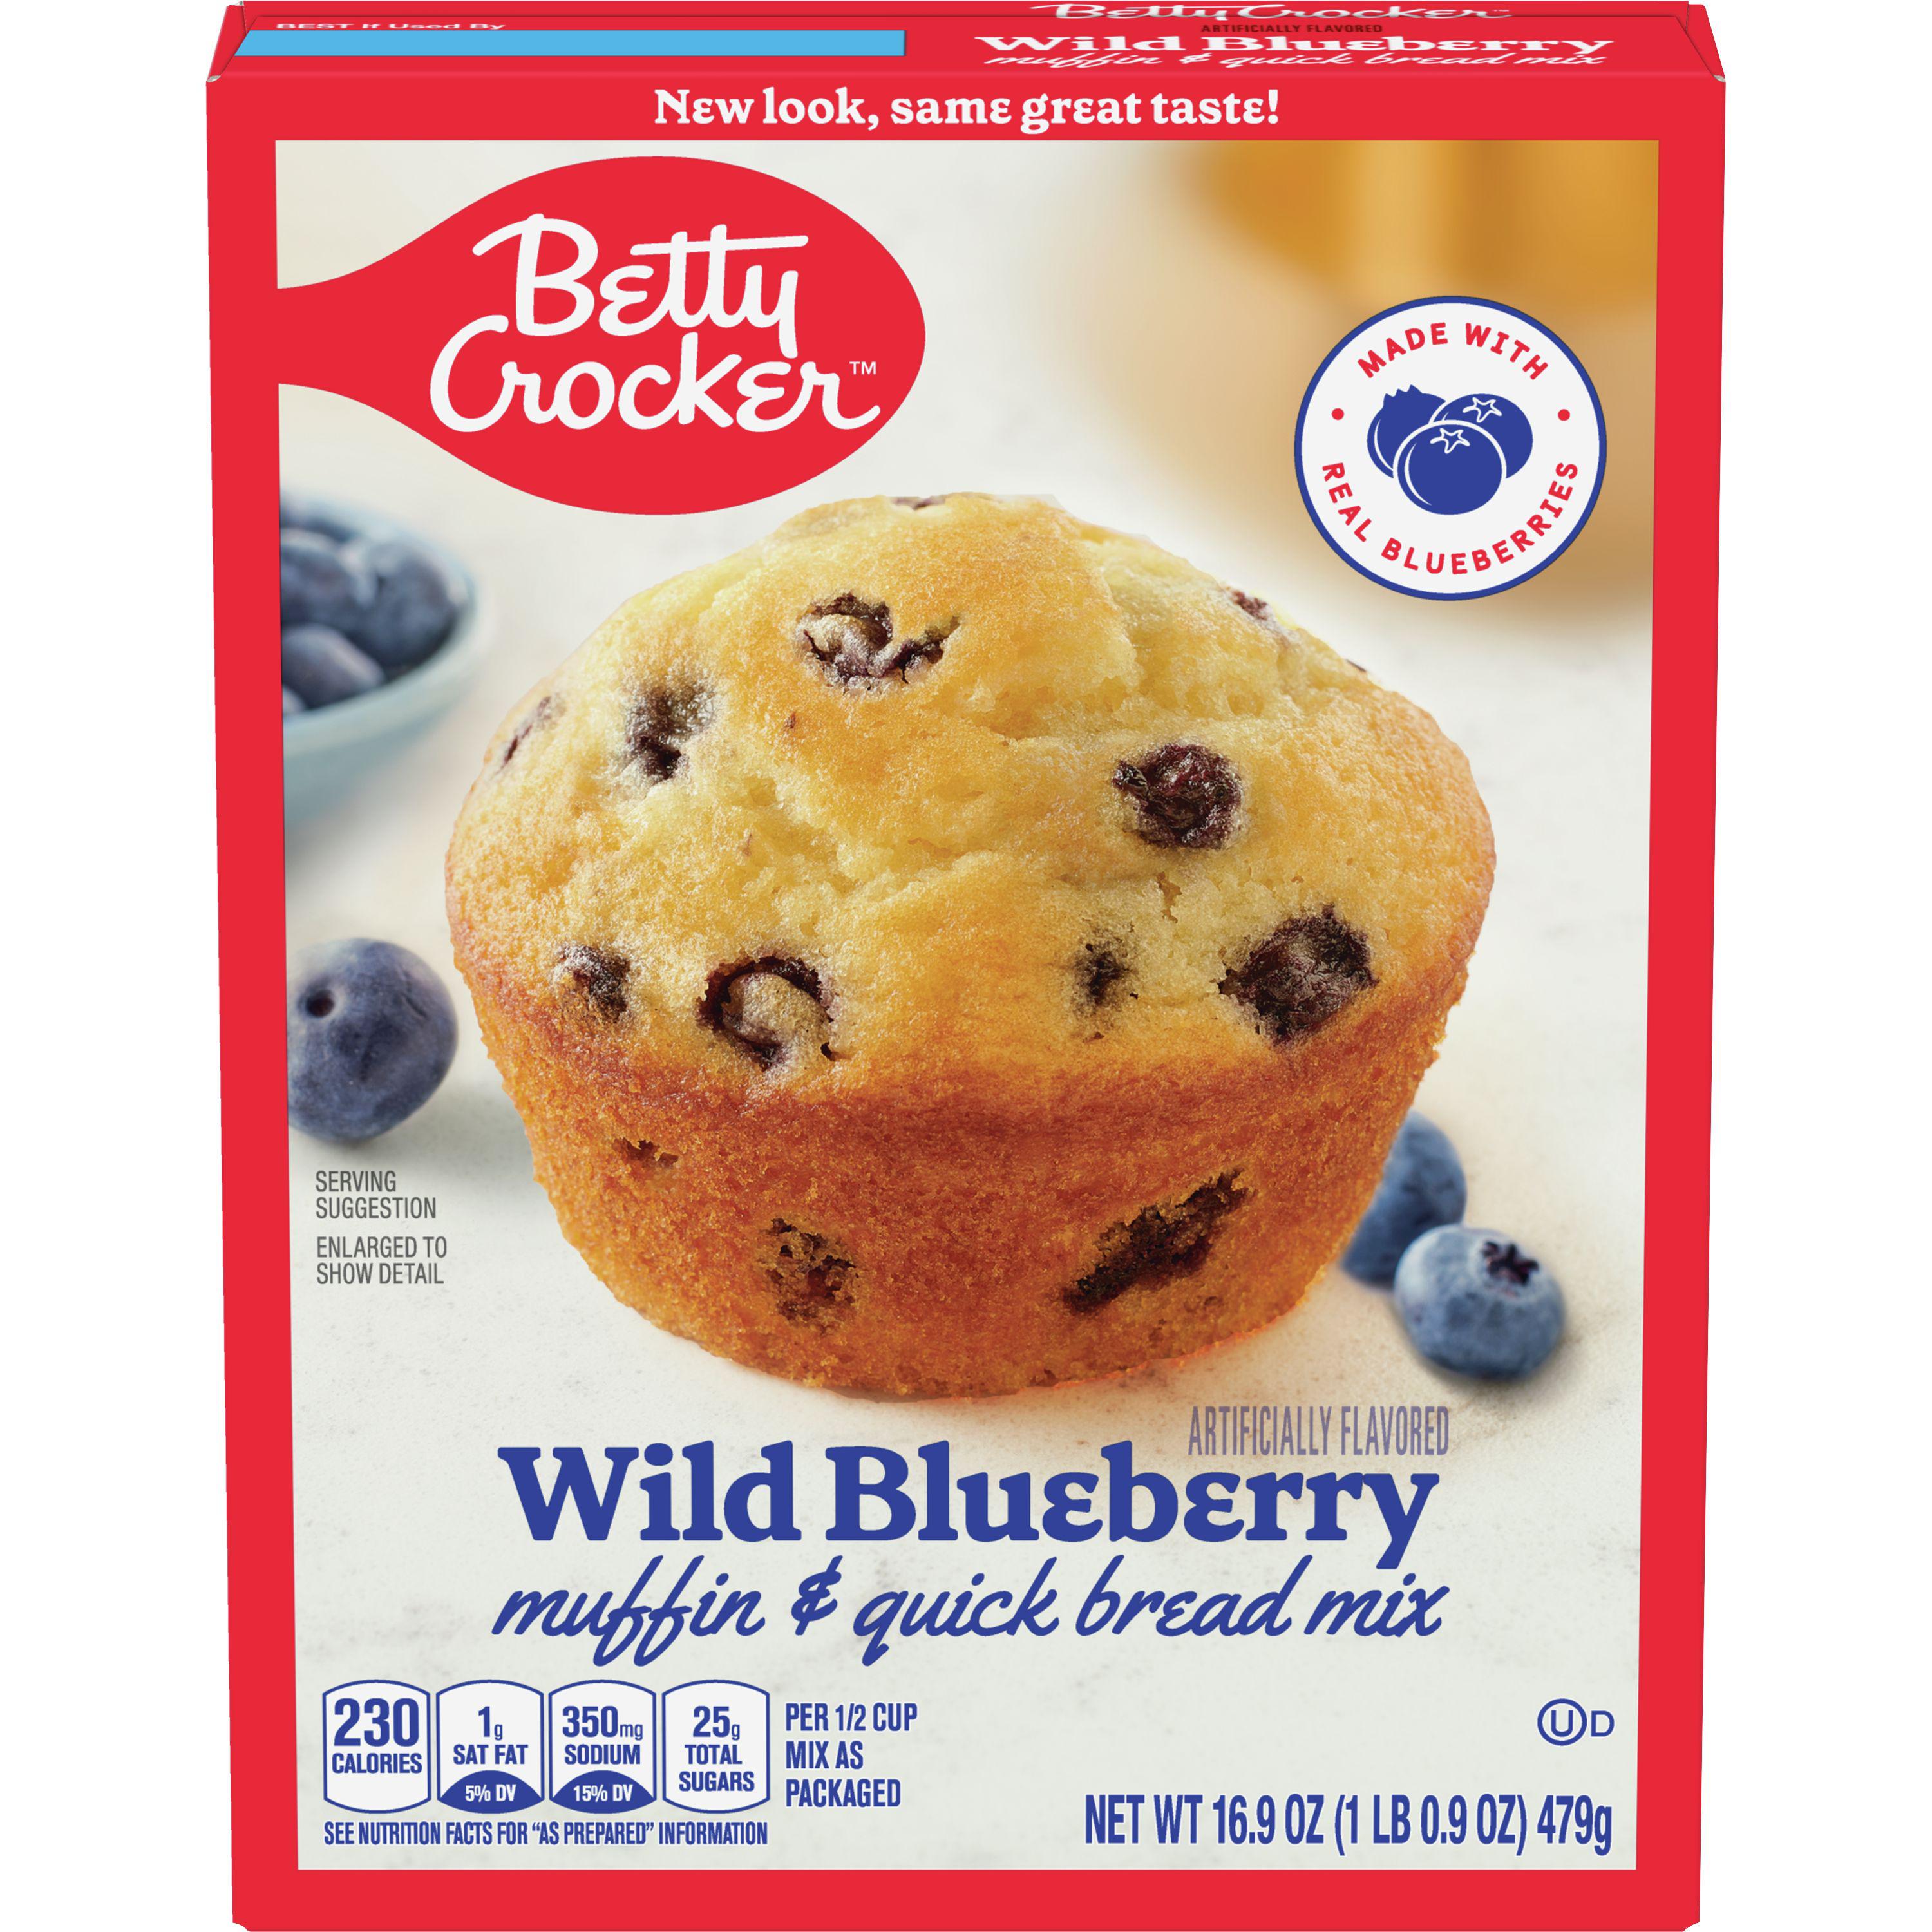 BEST If Used By
Betty Crocker™
ARTIFICIALLY FLAVORED
Wild Blueberry
muffin & quick bread mix
New look, same great taste!
Betty
Crocker™
MADE WITH
REAL BLUEBERRIES
SERVING
SUGGESTION
ENLARGED TO
SHOW DETAIL
ARTIFICIALLY FLAVORED
Wild Blueberry
muffin & quick bread mix
230
CALORIES
1g
SAT FAT
5% DV
350mg
SODIUM
15% DV
25g
TOTAL
SUGARS
PER 1/2 CUP
MIX AS
PACKAGED
SEE NUTRITION FACTS FOR “AS PREPARED” INFORMATION
UD
NET WT 16.9 OZ (1 LB 0.9 OZ) 479g